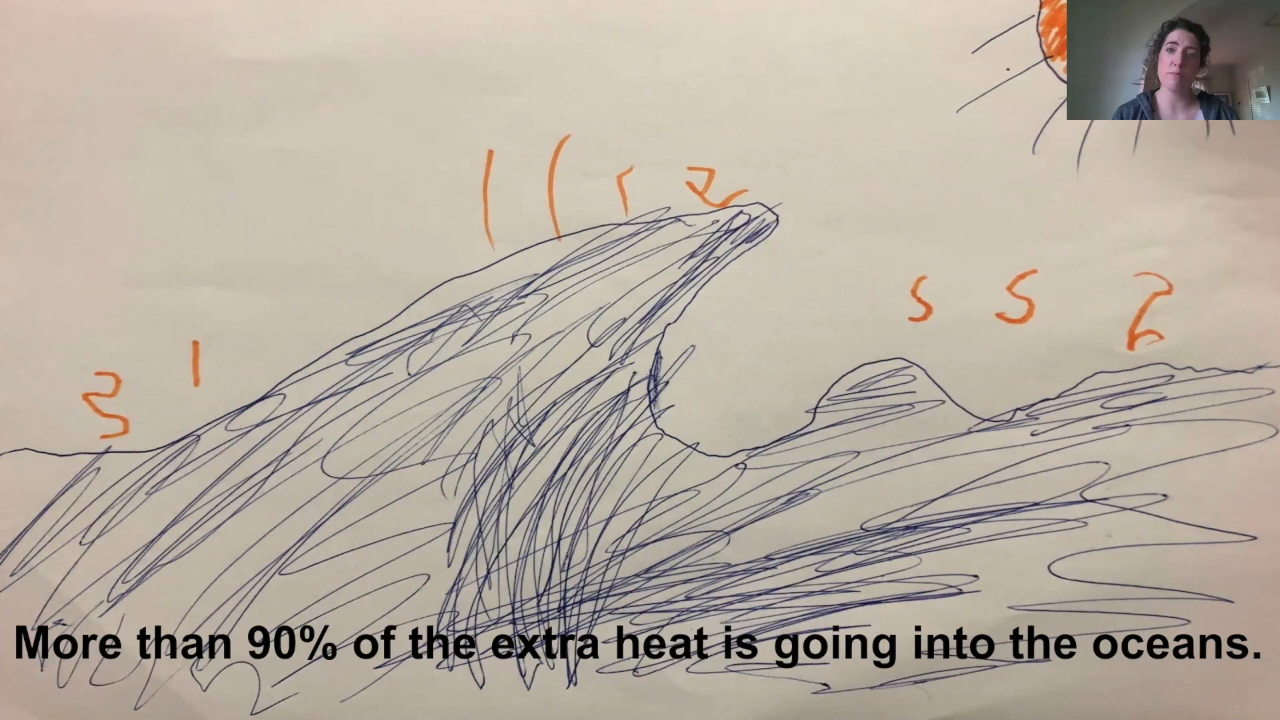 More than 90% of the extra heat is going into the oceans.